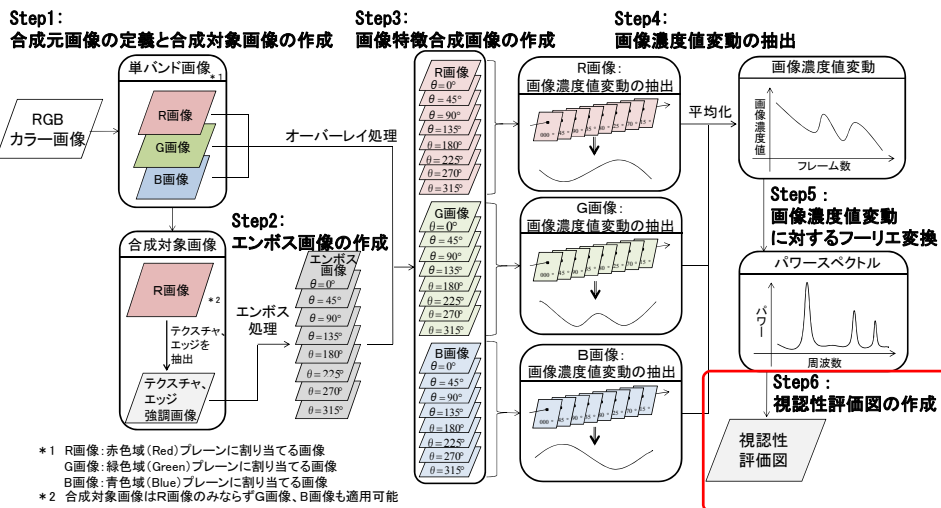 Step1:
合成元画像の定義と合成対象画像の作成
単バンド画像
*1
RGB
カラー画像
R画像
G画像
B画像
オーバーレイ処理
合成対象画像
R画像
*2
テクスチャ、
エッジを
抽出
テクスチャ、
エッジ
強調画像
Step2:
エンボス画像の作成
エンボス
処理
エンボス
画像
θ=0°
θ=45°
θ=90°
θ=135°
θ=180°
θ=225°
θ=270°
θ=315°
Step3:
画像特徴合成画像の作成
R画像
θ=0°
θ=45°
θ=90°
θ=135°
θ=180°
θ=225°
θ=270°
θ=315°
G画像
θ=0°
θ=45°
θ=90°
θ=135°
θ=180°
θ=225°
θ=270°
θ=315°
B画像
θ=0°
θ=45°
θ=90°
θ=135°
θ=180°
θ=225°
θ=270°
θ=315°
Step4:
画像濃度値変動の抽出
R画像:
画像濃度値変動の抽出
G画像:
画像濃度値変動の抽出
B画像:
画像濃度値変動の抽出
平均化
画像濃度値変動
画像濃度値
フレーム数
Step5:
画像濃度値変動
に対するフーリエ変換
パワースペクトル
パワー
周波数
Step6:
視認性評価図の作成
視認性
評価図
*1 R画像:赤色域(Red)プレーンに割り当てる画像
G画像:緑色域(Green)プレーンに割り当てる画像
B画像:青色域(Blue)プレーンに割り当てる画像
*2 合成対象画像はR画像のみならずG画像、B画像も適用可能